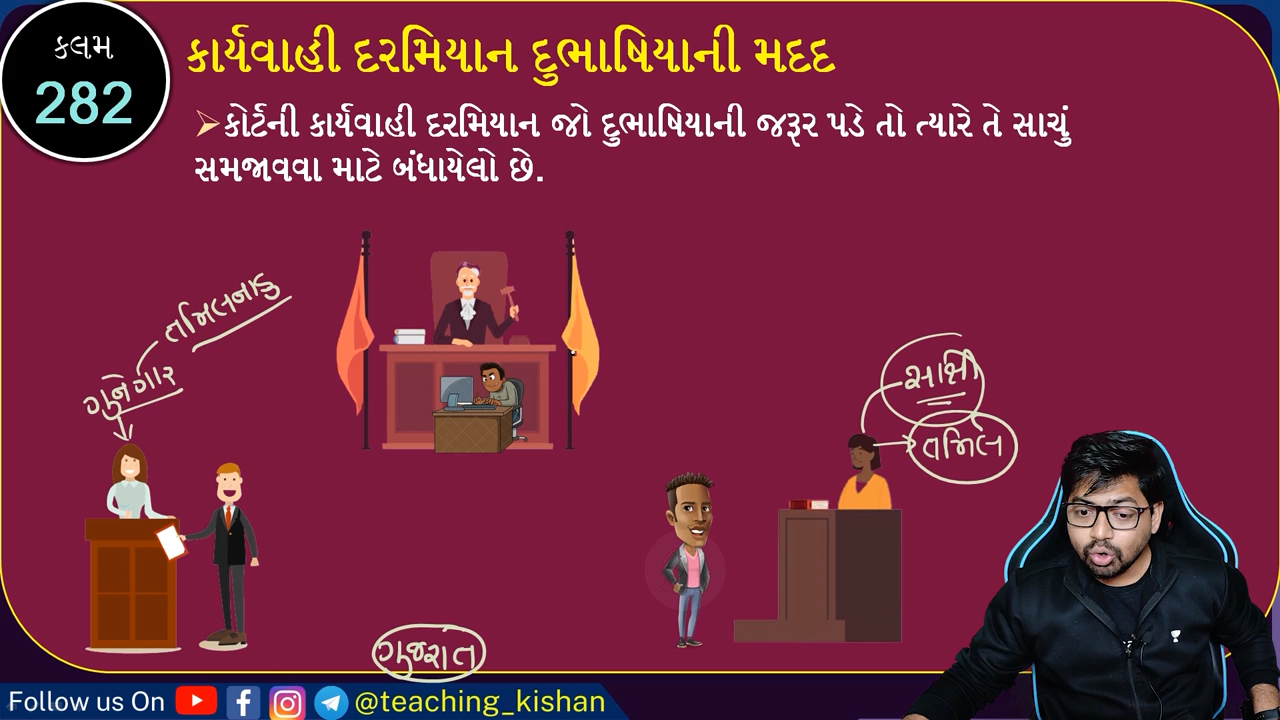 કલમ
282
કાર્યવાહી દરમિયાન દુભાષિયાની મદદ
➢કોર્ટની કાર્યવાહી દરમિયાન જો દુભાષિયાની જરૂર પડે તો ત્યારે તે સાચું
સમજાવવા માટે બંધાયેલો છે.
તમિલનાડુ
ગુનેગાર
સાક્ષી
તમિલ
ગુજરાત
Follow us On @teaching_kishan